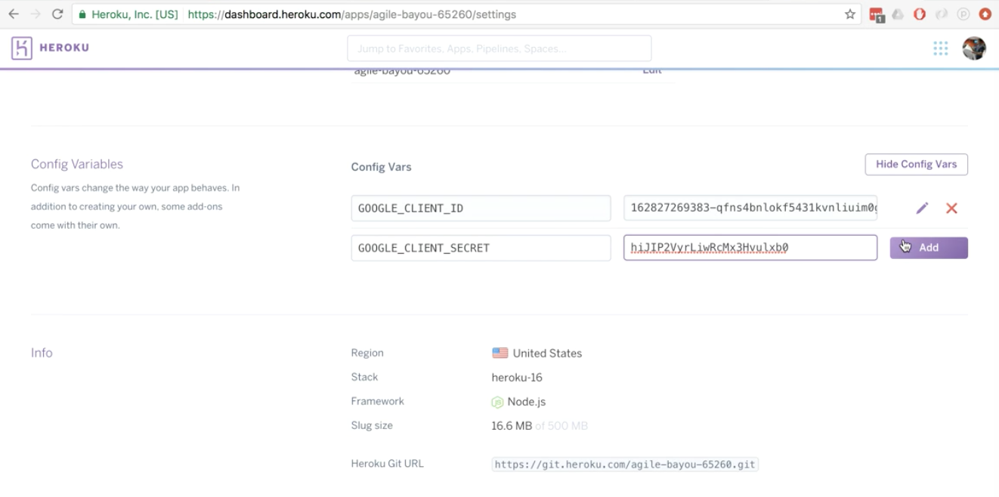 Heroku, Inc. [US] https://dashboard.heroku.com/apps/agile-bayou-65260/settings
1
HEROKU
Jump to Favorites, Apps, Pipelines, Spaces...
agile-bayou-65260 Edit
Config Variables
Config vars change the way your app behaves. In
addition to creating your own, some add-ons
come with their own.
Config Vars
Hide Config Vars
GOOGLE_CLIENT_ID 162827269383-qfns4bnlokf5431kvnliuim0
GOOGLE_CLIENT_SECRET hiJIP2VyrLiwRcMx3Hvulxb0 Add
Info
Region United States
Stack heroku-16
Framework Node.js
Slug size 16.6 MB of 500 MB
Heroku Git URL https://git.heroku.com/agile-bayou-65260.git